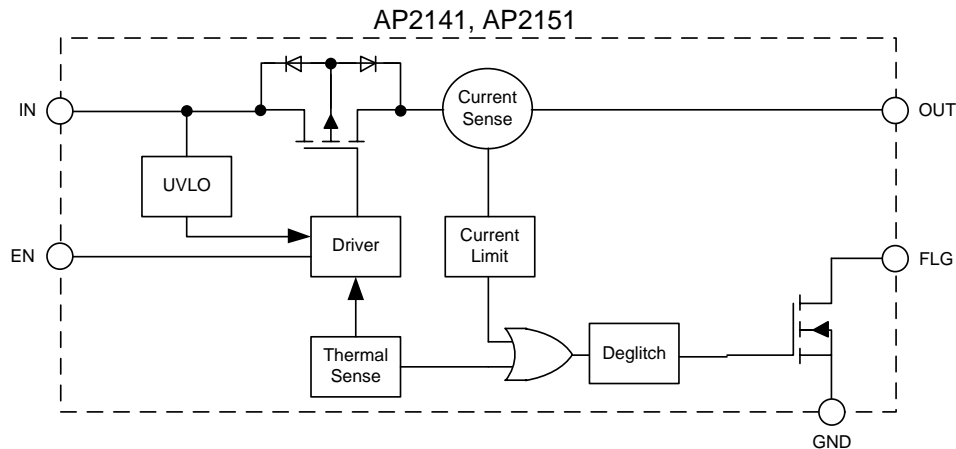 AP2141, AP2151
IN
Current
Sense
OUT
UVLO
EN
Driver
Current
Limit
FLG
Thermal
Sense
Deglitch
GND